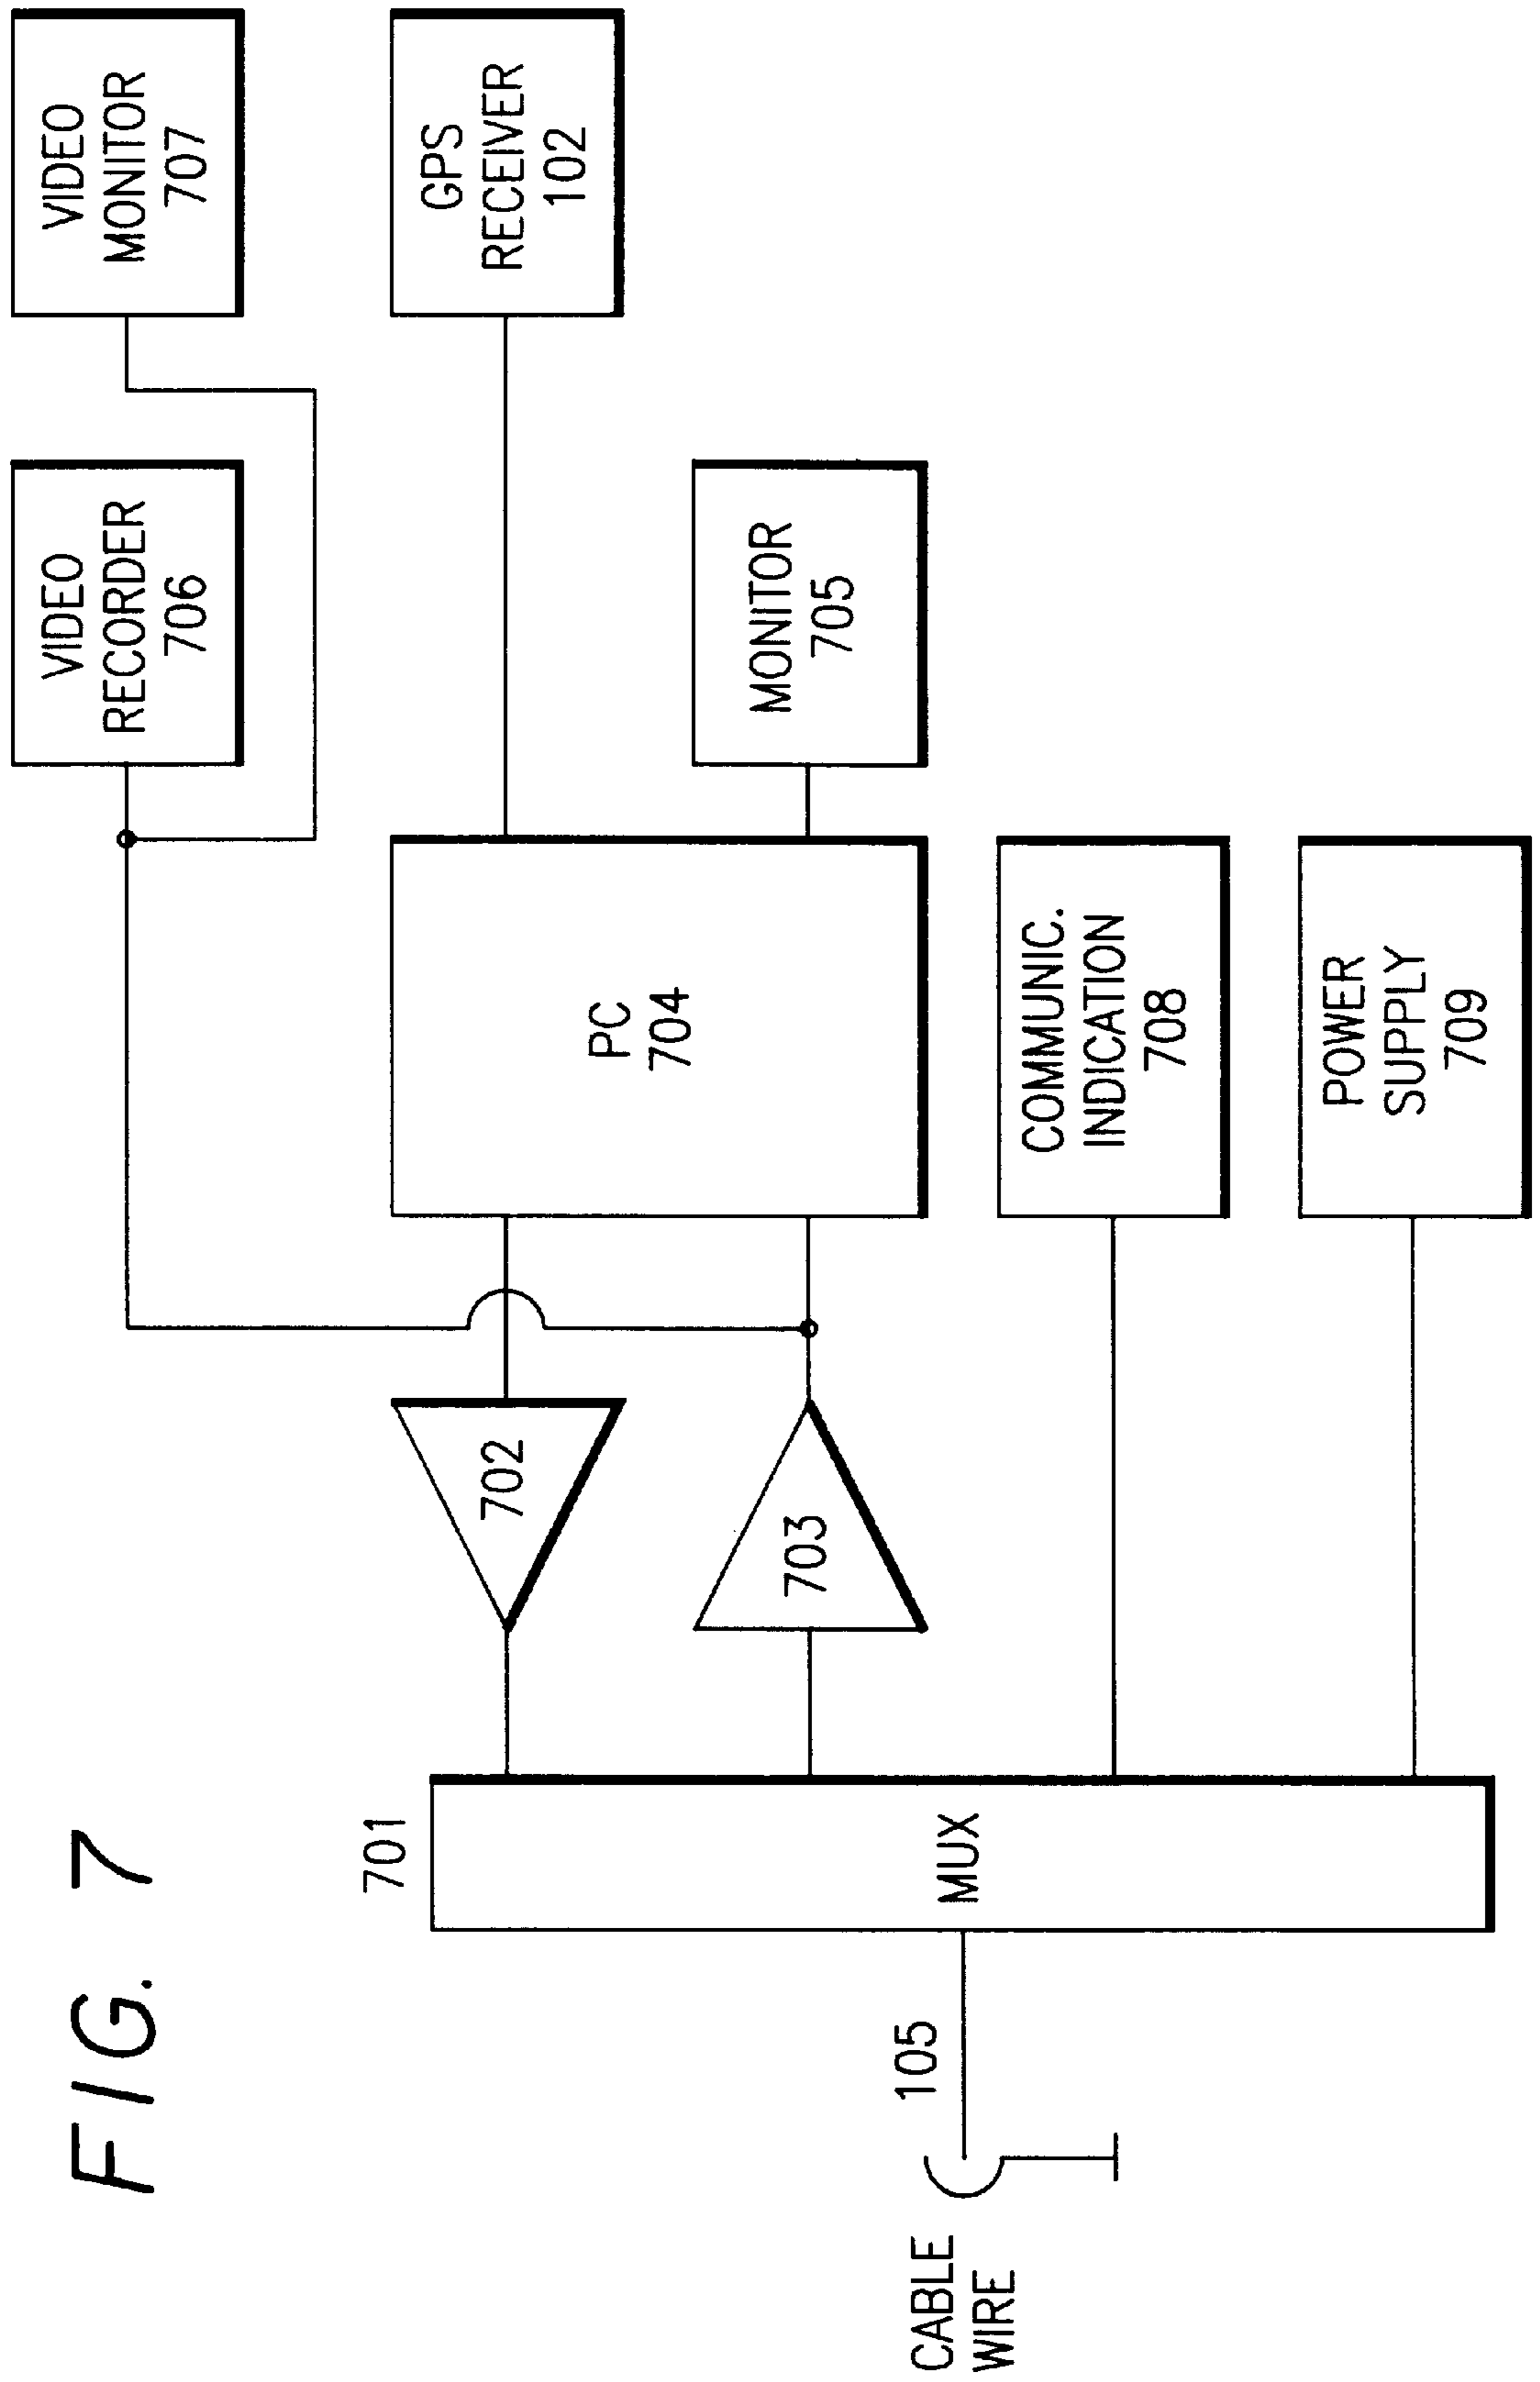 FIG. 7
CABLE
WIRE
105
701
MUX
702
703
PC
704
COMMUNIC.
INDICATION
708
POWER
SUPPLY
709
VIDEO
RECORDER
706
MONITOR
705
VIDEO
MONITOR
707
GPS
RECEIVER
102